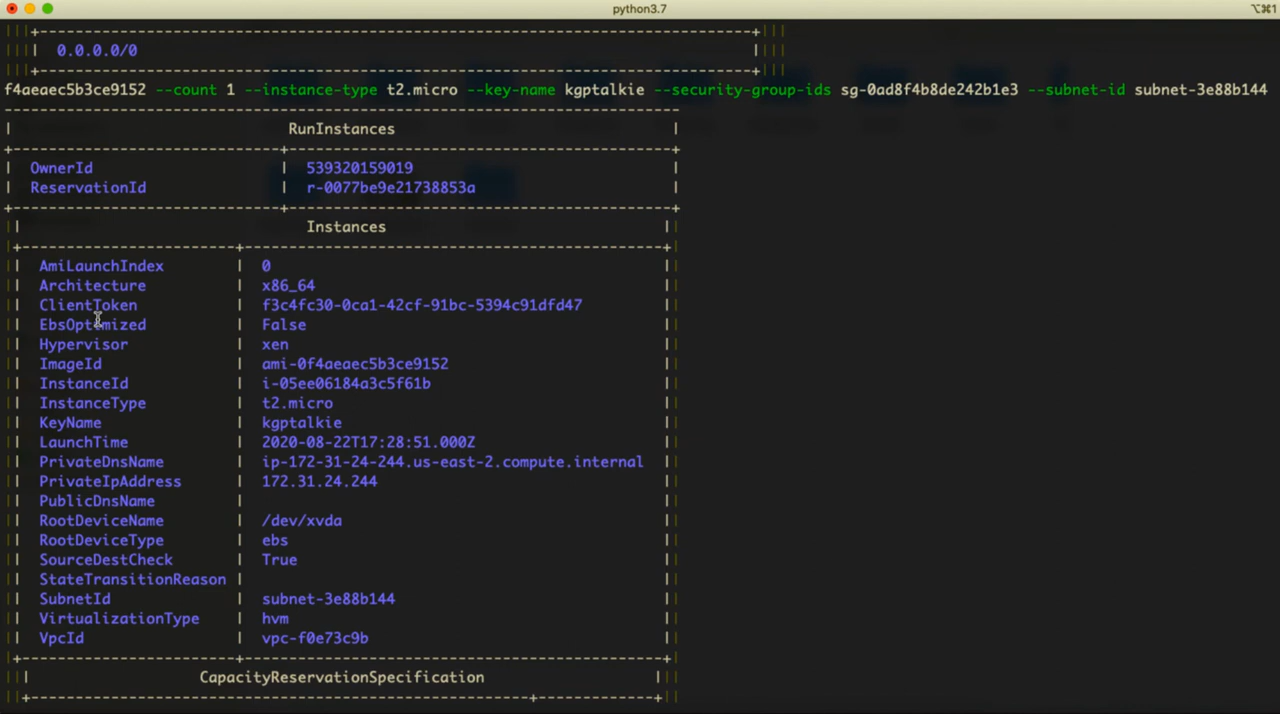 python3.7
⌥⌘1
0.0.0.0/0
f4aeaec5b3ce9152 --count 1 --instance-type t2.micro --key-name kgptalkie --security-group-ids sg-0ad8f4b8de242b1e3 --subnet-id subnet-3e88b144
RunInstances
OwnerId | 539320159019
ReservationId | r-0077be9e21738853a
Instances
AmiLaunchIndex | 0
Architecture | x86_64
ClientToken | f3c4fc30-0ca1-42cf-91bc-5394c91dfd47
EbsOptimized | False
Hypervisor | xen
ImageId | ami-0f4aeaec5b3ce9152
InstanceId | i-05ee06184a3c5f61b
InstanceType | t2.micro
KeyName | kgptalkie
LaunchTime | 2020-08-22T17:28:51.000Z
PrivateDnsName | ip-172-31-24-244.us-east-2.compute.internal
PrivateIpAddress | 172.31.24.244
PublicDnsName |
RootDeviceName | /dev/xvda
RootDeviceType | ebs
SourceDestCheck | True
StateTransitionReason |
SubnetId | subnet-3e88b144
VirtualizationType | hvm
VpcId | vpc-f0e73c9b
CapacityReservationSpecification